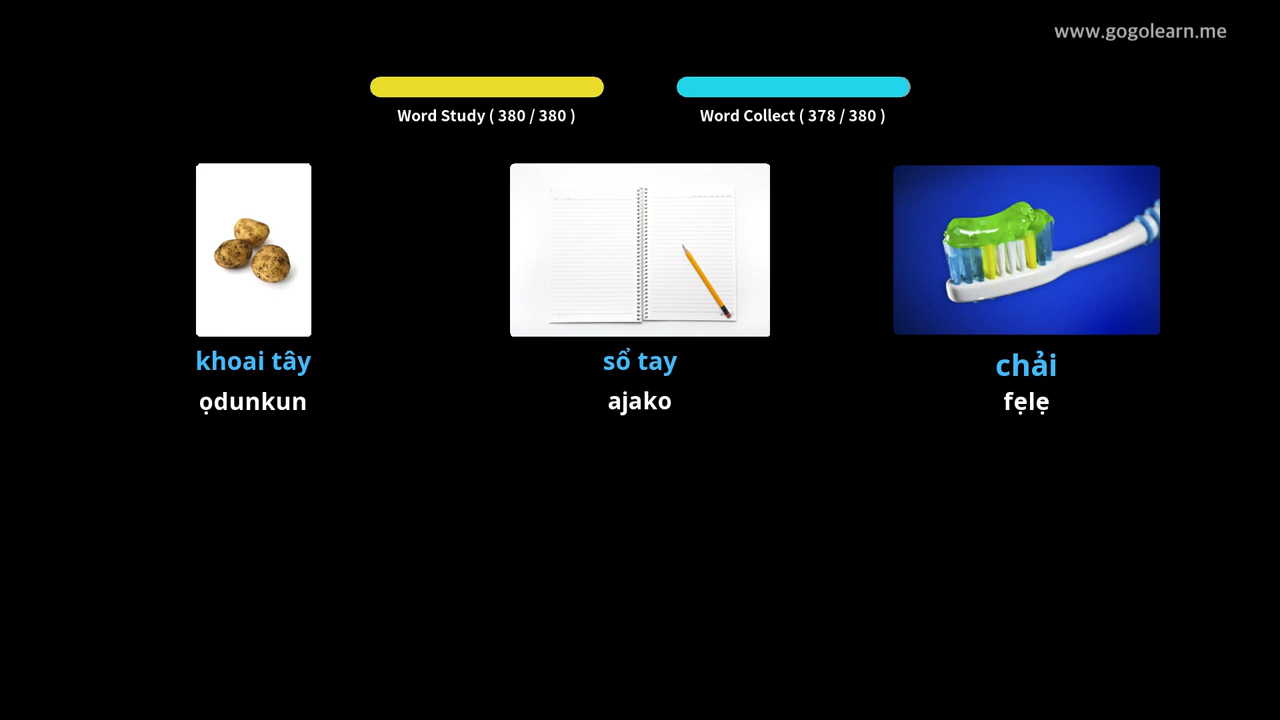 www.gogolearn.me
Word Study ( 380 / 380 )
Word Collect ( 378 / 380 )
khoai tây
sổ tay
chải
ọdunkun
ajako
fẹlẹ